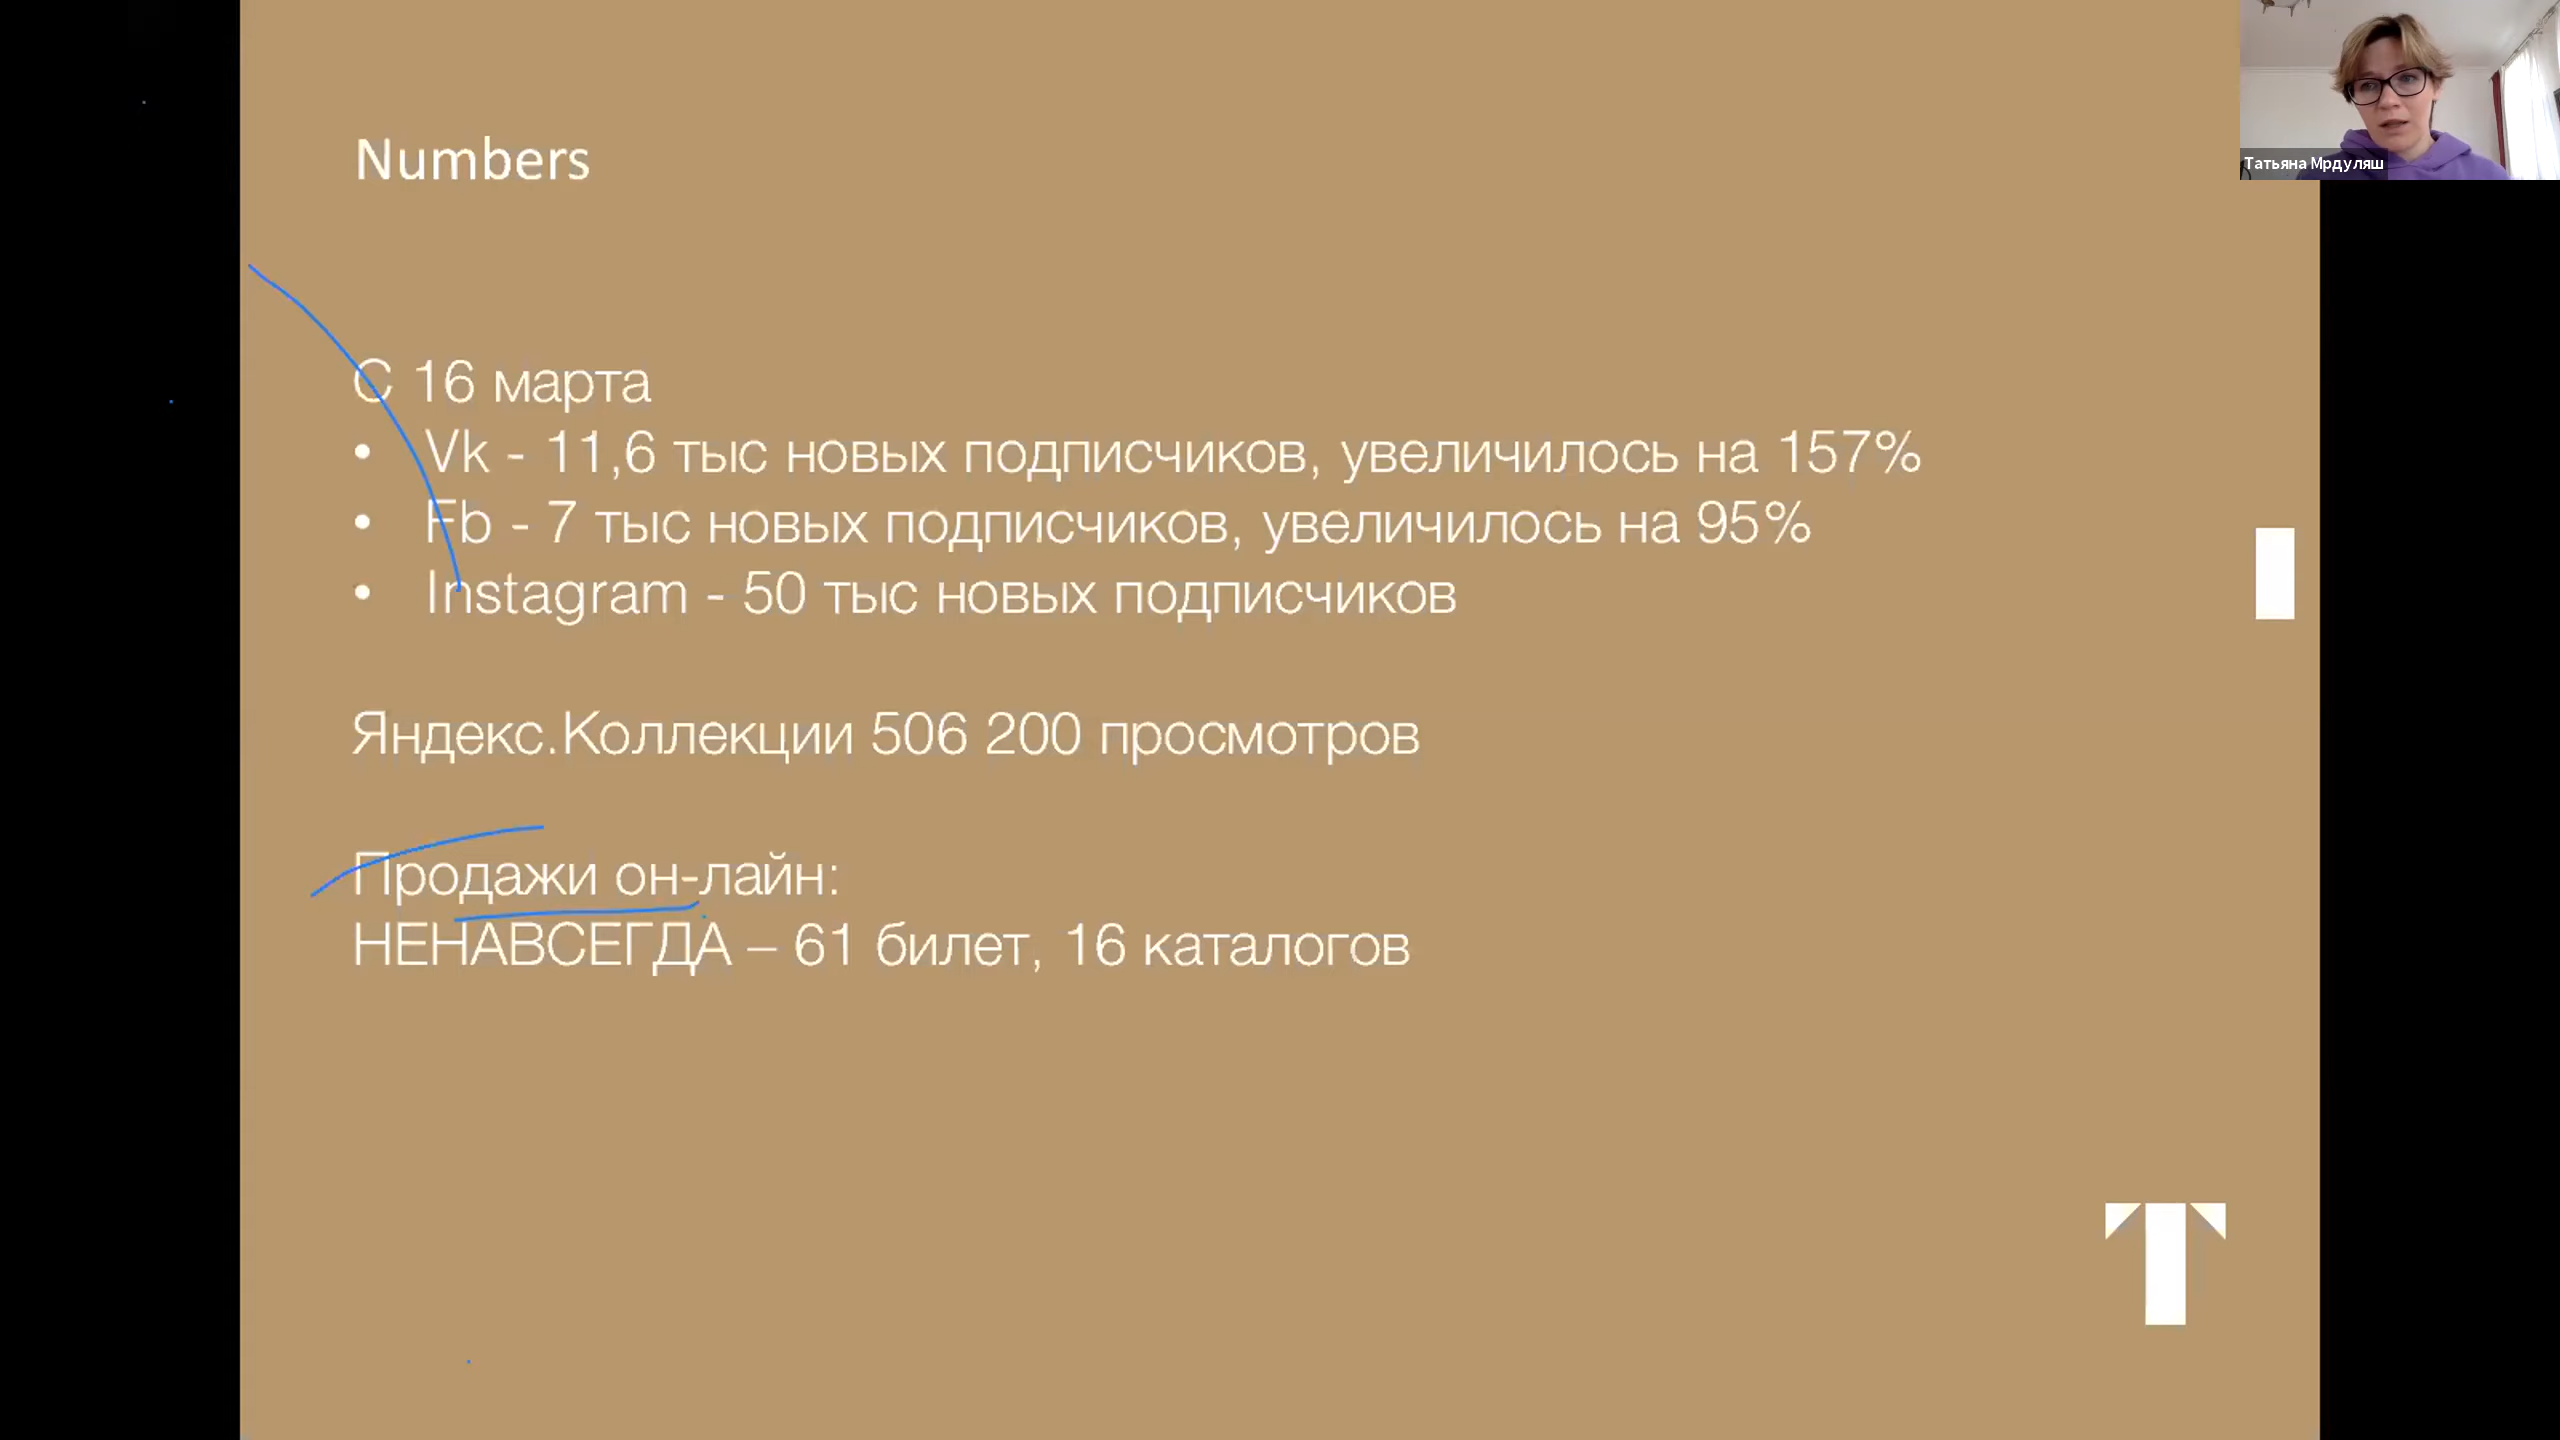 Numbers
Татьяна Мрдуляш
С 16 марта
• Vk - 11,6 тыс новых подписчиков, увеличилось на 157%
• Fb - 7 тыс новых подписчиков, увеличилось на 95%
• Instagram - 50 тыс новых подписчиков
Яндекс.Коллекции 506 200 просмотров
Продажи он-лайн:
НЕНАВСЕГДА – 61 билет, 16 каталогов